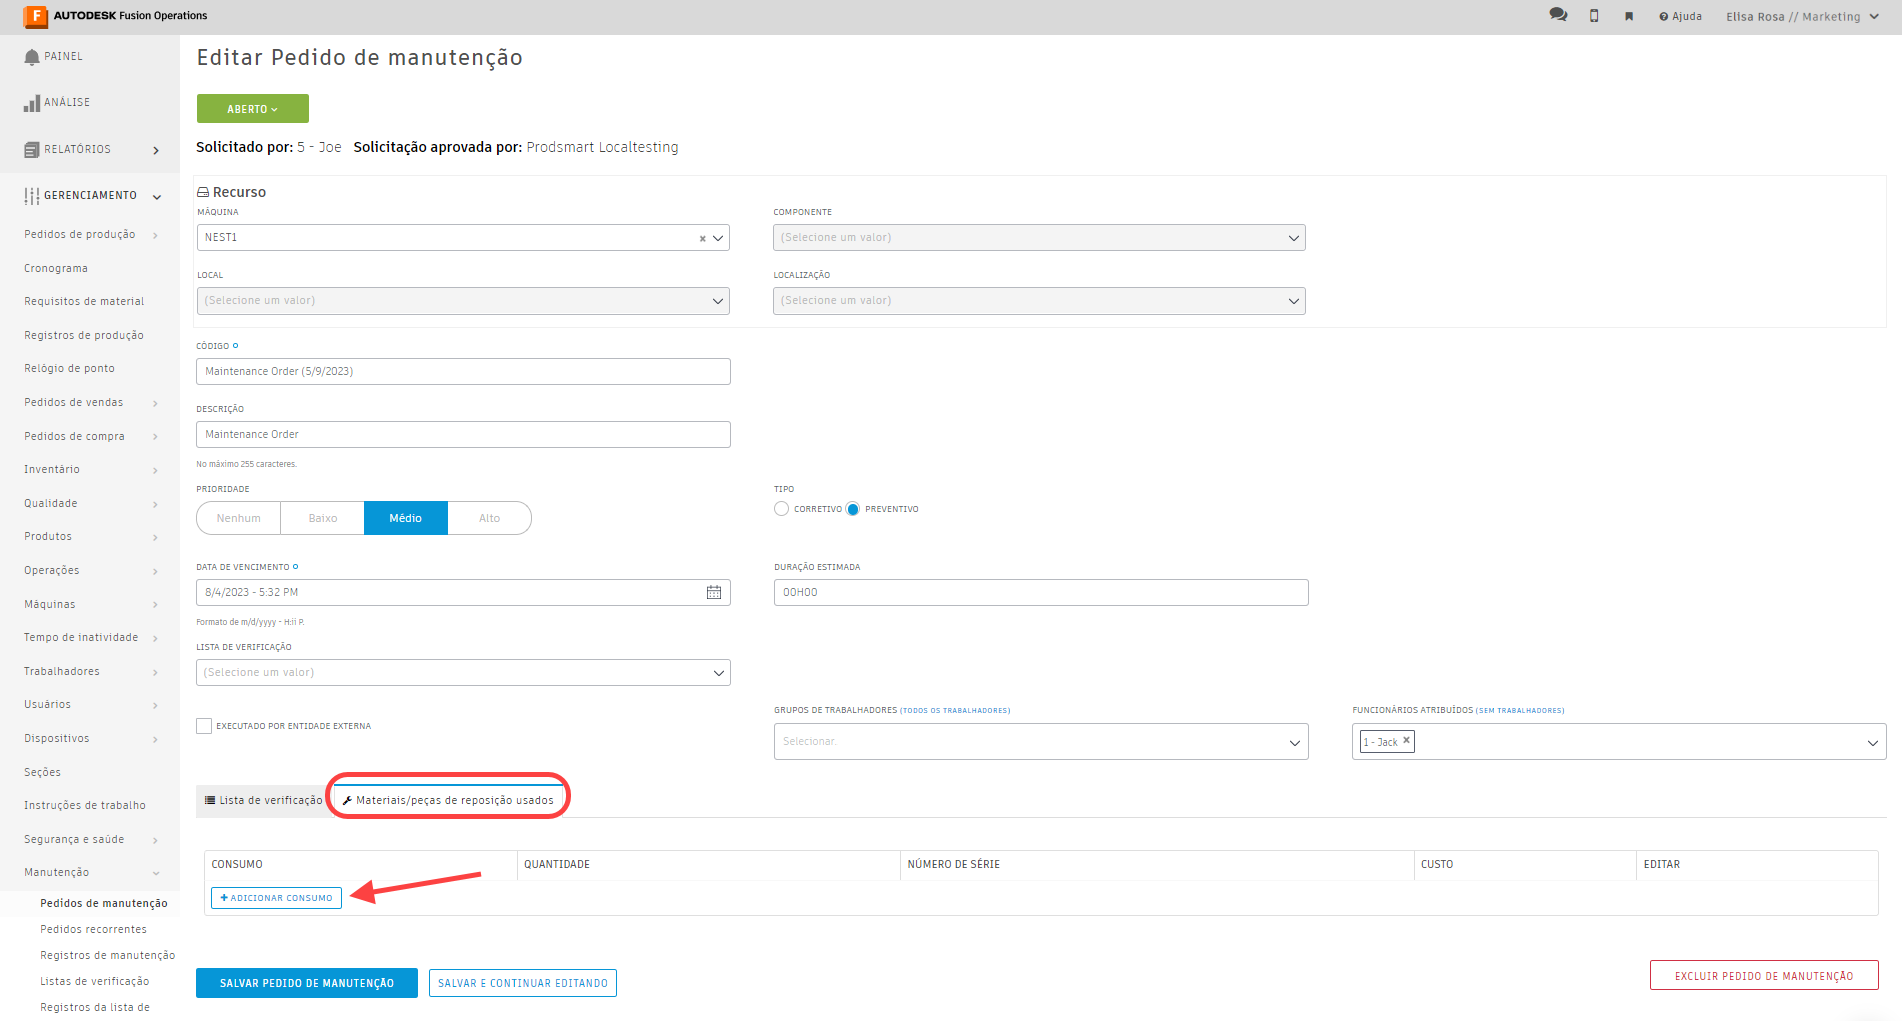 AUTODESK Fusion Operations
Ajuda
Elisa Rosa // Marketing
PAINEL
ANÁLISE
RELATÓRIOS
GERENCIAMENTO
Pedidos de produção
Cronograma
Requisitos de material
Registros de produção
Relógio de ponto
Pedidos de vendas
Pedidos de compra
Inventário
Qualidade
Produtos
Operações
Máquinas
Tempo de inatividade
Trabalhadores
Usuários
Dispositivos
Seções
Instruções de trabalho
Segurança e saúde
Manutenção
Pedidos de manutenção
Pedidos recorrentes
Registros de manutenção
Listas de verificação
Registros da lista de
Editar Pedido de manutenção
ABERTO
Solicitado por: 5 - Joe Solicitação aprovada por: Prodsmart Localtesting
Recurso
MÁQUINA
NEST1
COMPONENTE
(Selecione um valor)
LOCAL
(Selecione um valor)
LOCALIZAÇÃO
(Selecione um valor)
CÓDIGO
Maintenance Order (5/9/2023)
DESCRIÇÃO
Maintenance Order
No máximo 255 caracteres.
PRIORIDADE
Nenhum Baixo Médio Alto
TIPO
CORRETIVO PREVENTIVO
DATA DE VENCIMENTO
8/4/2023 - 5:32 PM
Formato de m/d/yyyy - H:ii P.
DURAÇÃO ESTIMADA
00H00
LISTA DE VERIFICAÇÃO
(Selecione um valor)
EXECUTADO POR ENTIDADE EXTERNA
GRUPOS DE TRABALHADORES (TODOS OS TRABALHADORES)
Selecionar.
FUNCIONÁRIOS ATRIBUÍDOS (SEM TRABALHADORES)
1 - Jack
Lista de verificação
Materiais/peças de reposição usados
CONSUMO QUANTIDADE NÚMERO DE SÉRIE CUSTO EDITAR
+ ADICIONAR CONSUMO
SALVAR PEDIDO DE MANUTENÇÃO
SALVAR E CONTINUAR EDITANDO
EXCLUIR PEDIDO DE MANUTENÇÃO